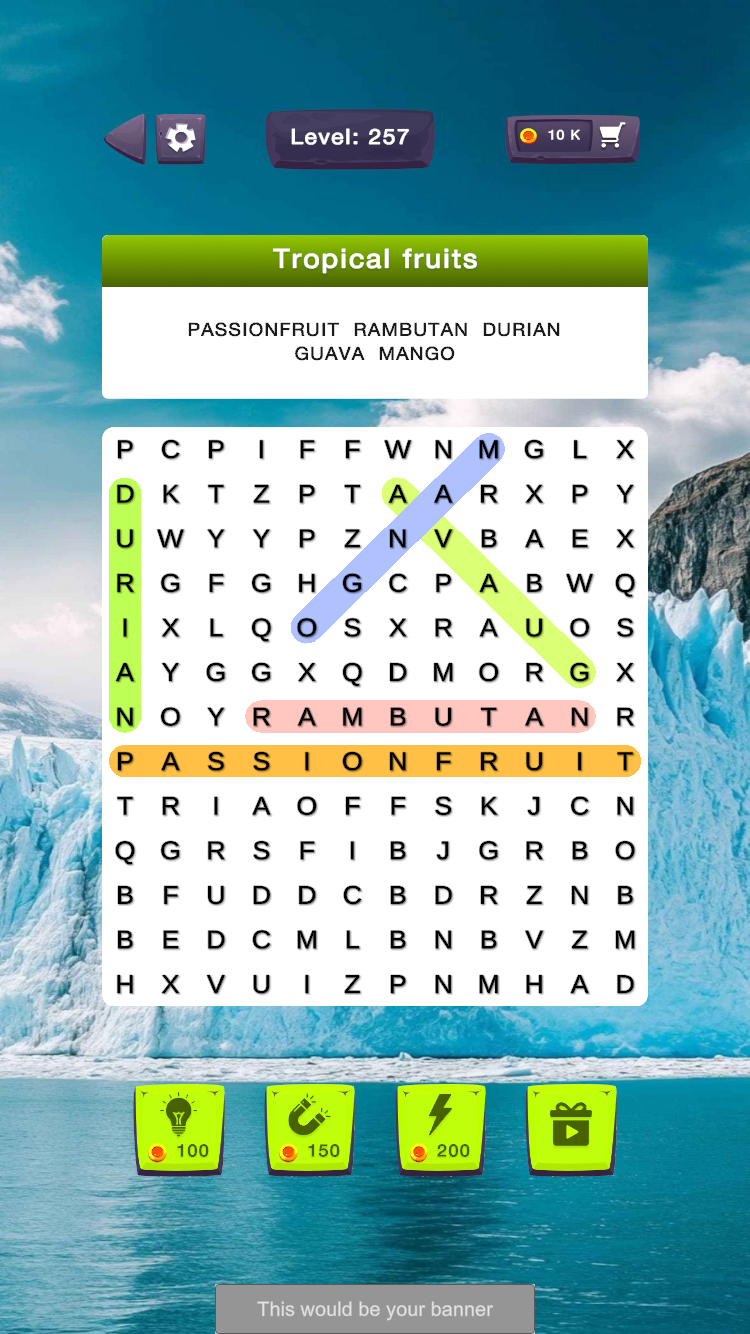 Level: 257
10 K
Tropical fruits
PASSIONFRUIT RAMBUTAN DURIAN
GUAVA MANGO
P C P I F F W N M G L X
D K T Z P T A A R X P Y
U W Y Y P Z N V B A E X
R G F G H G C P A B W Q
I X L Q O S X R A U O S
A Y G G X Q D M O R G X
N O Y R A M B U T A N R
P A S S I O N F R U I T
T R I A O F F S K J C N
Q G R S F I B J G R B O
B F U D D C B D R Z N B
B E D C M L B N B V Z M
H X V U I Z P N M H A D
100 150 200
This would be your banner